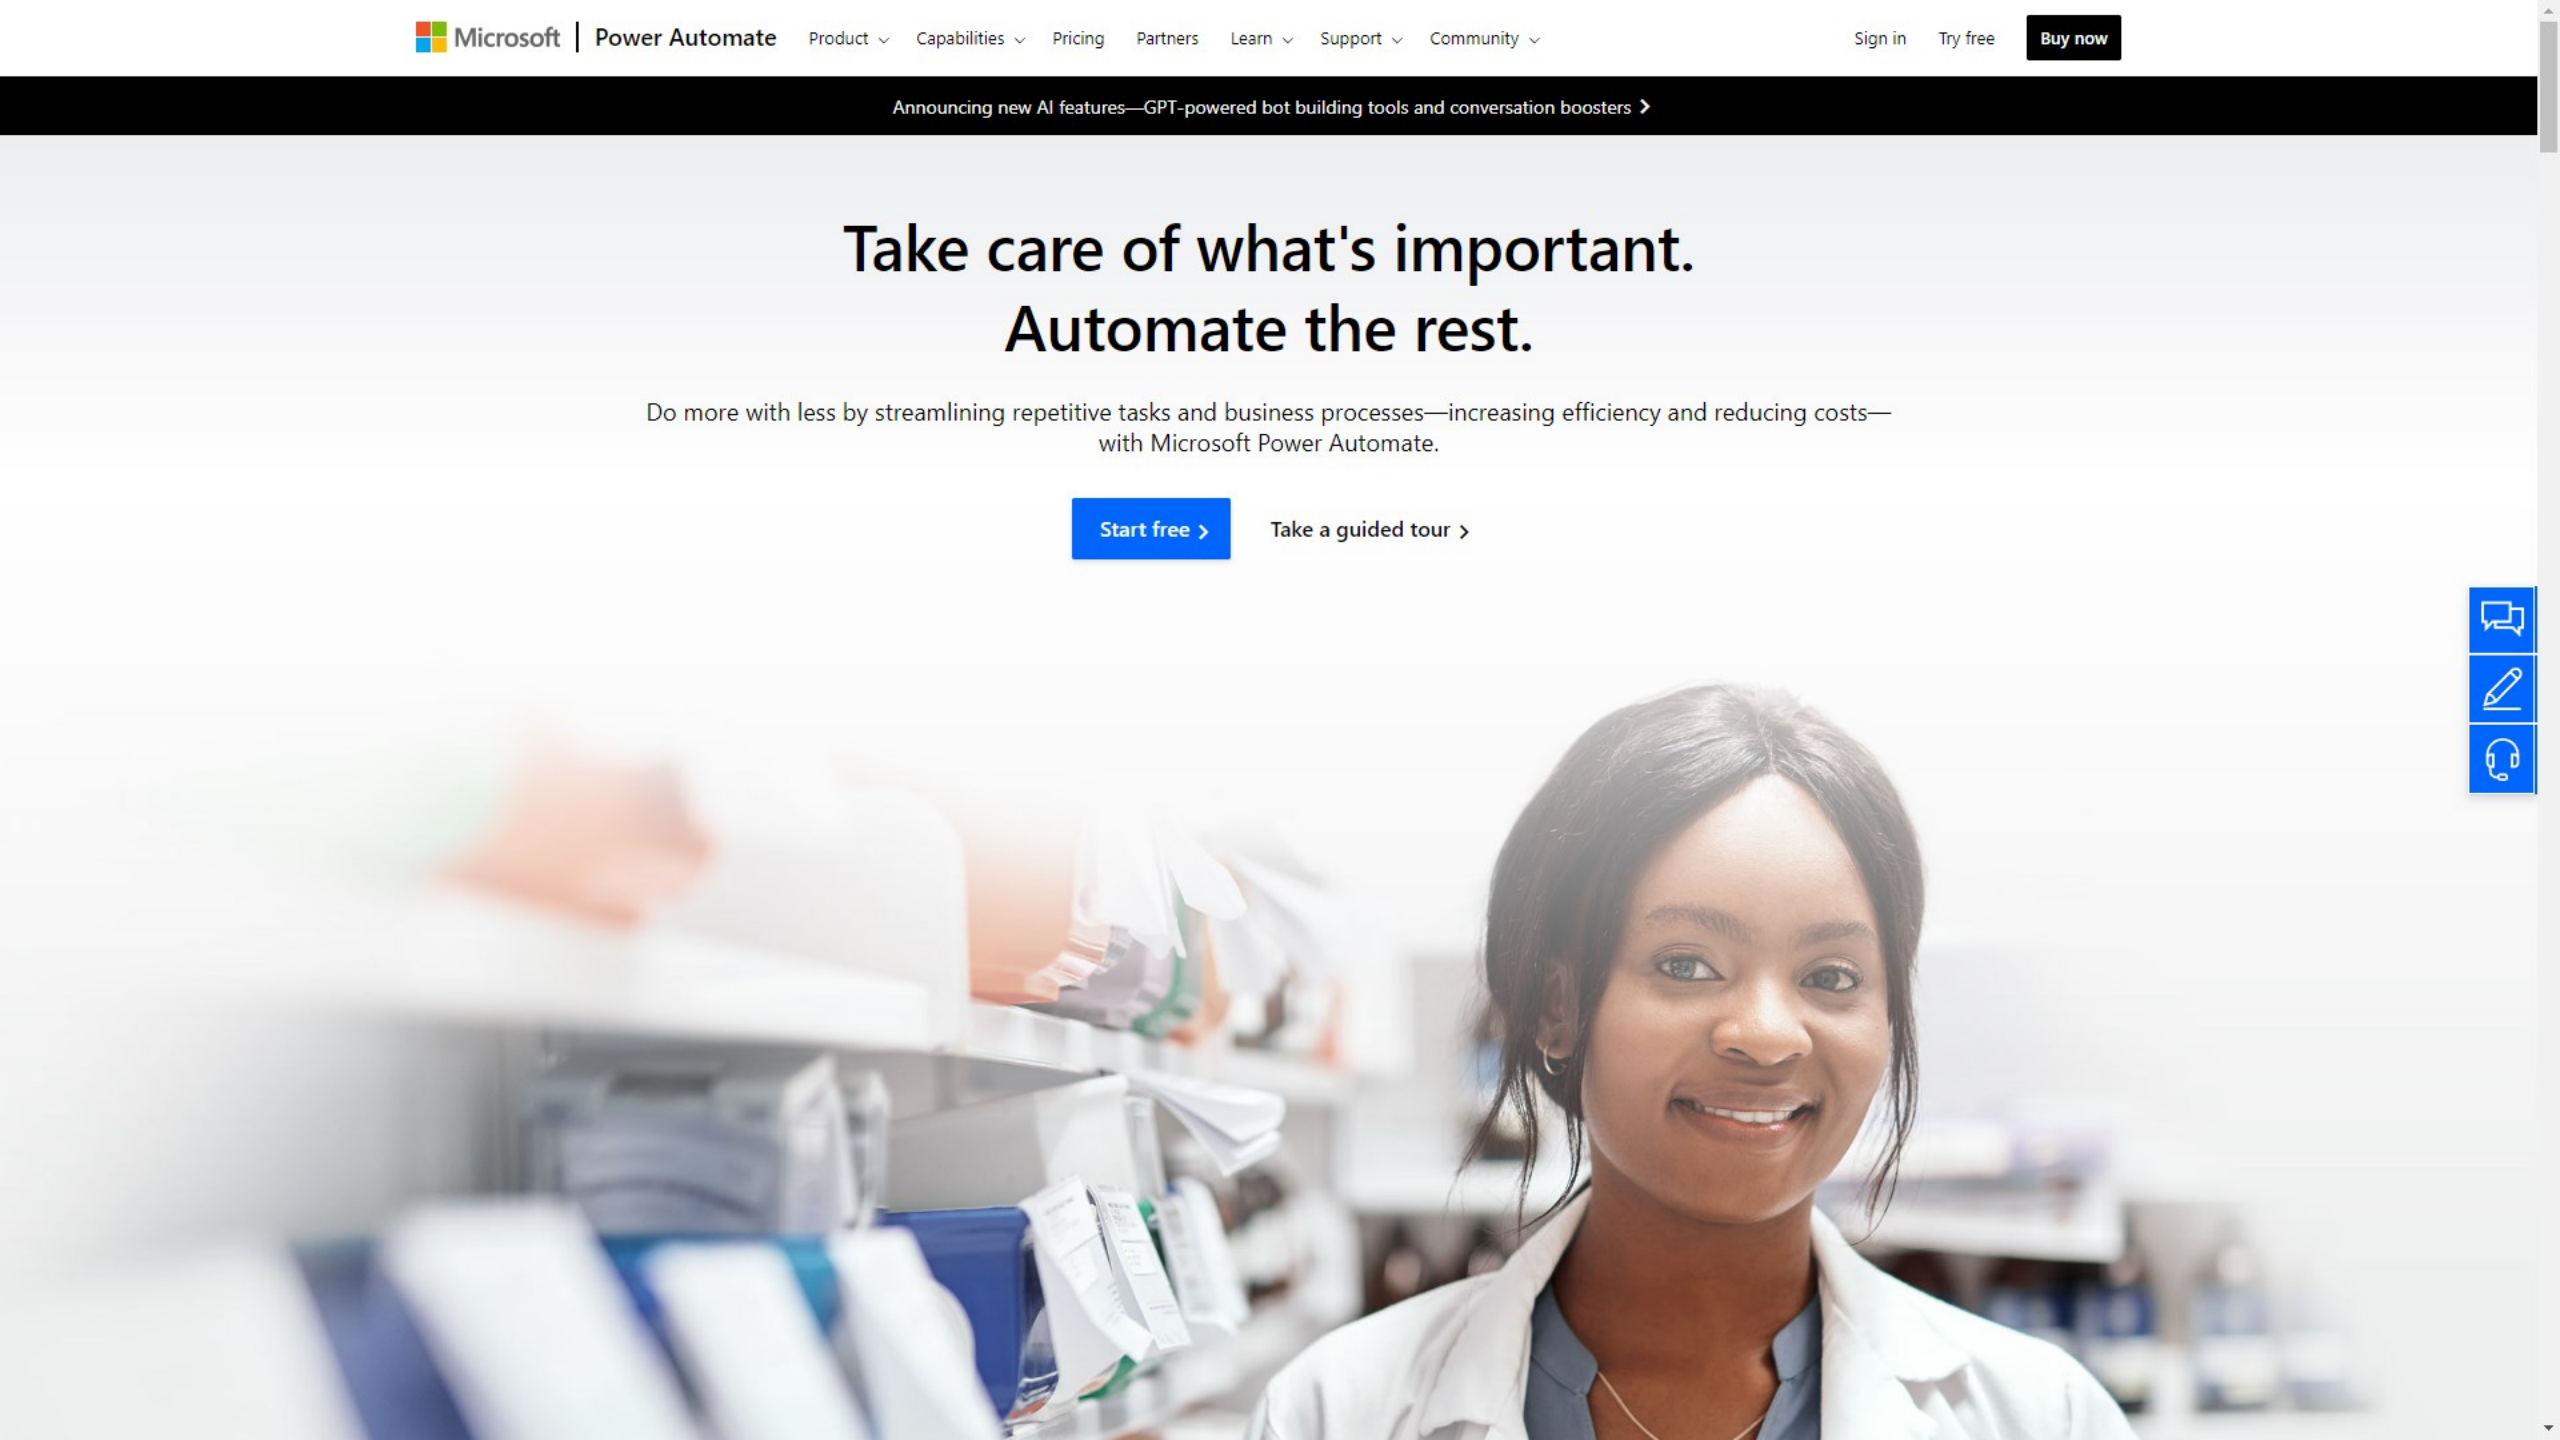 Microsoft | Power Automate Product Capabilities Pricing Partners Learn Support Community Sign in Try free Buy now
Announcing new AI features—GPT-powered bot building tools and conversation boosters
Take care of what's important.
Automate the rest.
Do more with less by streamlining repetitive tasks and business processes—increasing efficiency and reducing costs—
with Microsoft Power Automate.
Start free Take a guided tour